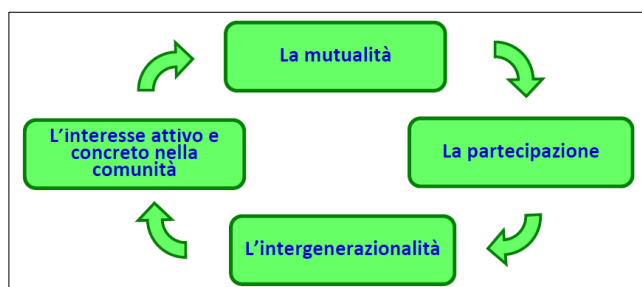 La mutualità
La partecipazione
L'intergenerazionalità
L'interesse attivo e
concreto nella
comunità